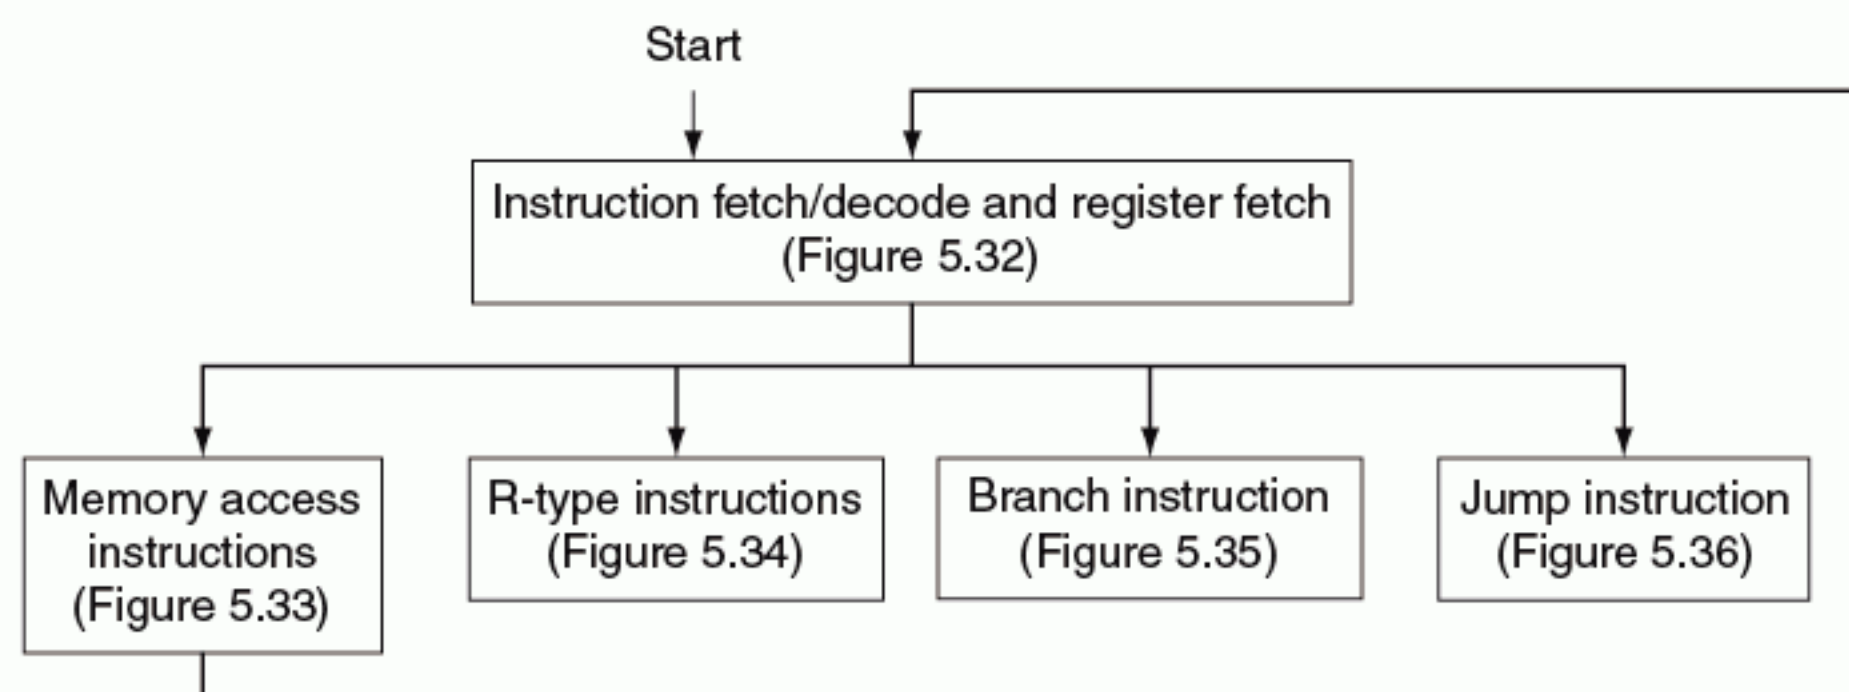 Start
Instruction fetch/decode and register fetch
(Figure 5.32)
Memory access
instructions
(Figure 5.33)
R-type instructions
(Figure 5.34)
Branch instruction
(Figure 5.35)
Jump instruction
(Figure 5.36)